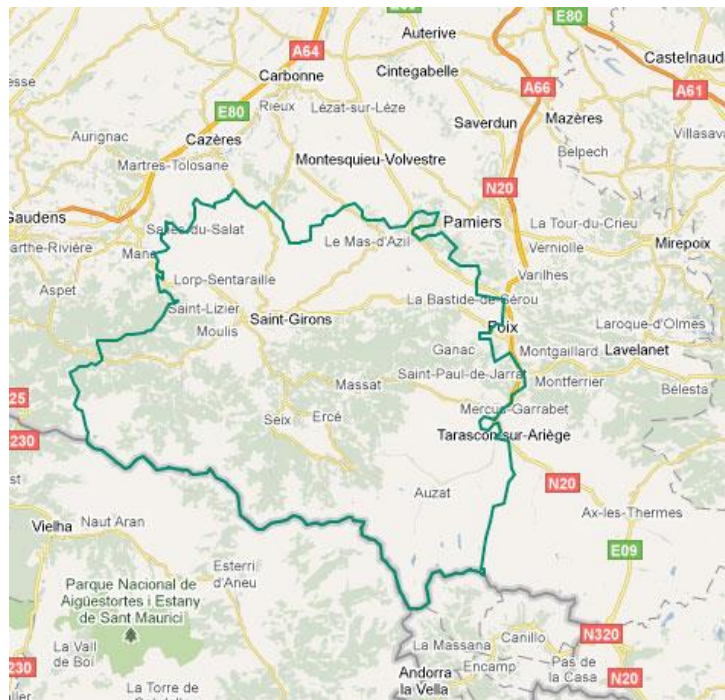 E80
Auterive
A64
Castelnaud
Carbonne
Cintegabelle
A66
A61
Rieux
Lézat-sur-Lèze
E80
Mazères
Saverdun
Villasava
Aurignac
Cazères
Belpech
Montesquieu-Volvestre
Martres-Tolosane
N20
Gaudens
Pamiers
La Tour-du-Crieu
Salies-du-Salat
Le Mas-d'Azil
Verniolle
Mirepoix
Barthe-Rivière
Mane
Varilhes
Aspet
Lorp-Sentaraille
La Bastide-de-Sérou
Saint-Lizier
Saint-Girons
Foix
Laroque-d'Olmes
Moulis
Ganac
Montgaillard
Lavelanet
Saint-Paul-de-Jarrat
Massat
Montferrier
Bélesta
25
Mercus-Garrabet
Ercé
Seix
230
Tarascon-sur-Ariège
N20
Auzat
Ax-les-Thermes
Vielha
Naut Aran
E09
Esterri
d'Aneu
Parque Nacional de
Aigüestortes i Estany
de Sant Maurici
La Vall
de Boí
La Massana
Canillo
N320
230
Encamp
Pas de
la Casa
N20
Andorra
la Vella
La Torre de